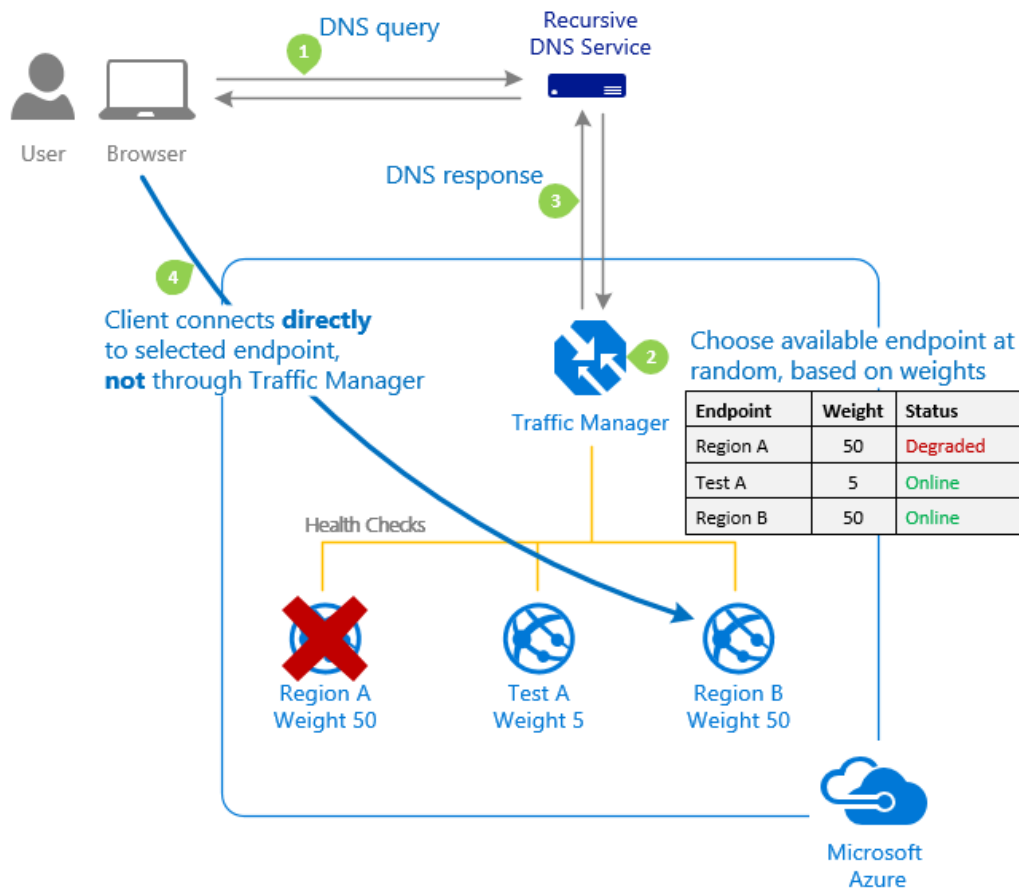 DNS query
Recursive
DNS Service
1
User
Browser
DNS response
3
4
Client connects directly
to selected endpoint,
not through Traffic Manager
2
Choose available endpoint at
random, based on weights
Traffic Manager
Endpoint Weight Status
Region A 50 Degraded
Test A 5 Online
Region B 50 Online
Health Checks
Region A
Weight 50
Test A
Weight 5
Region B
Weight 50
Microsoft
Azure